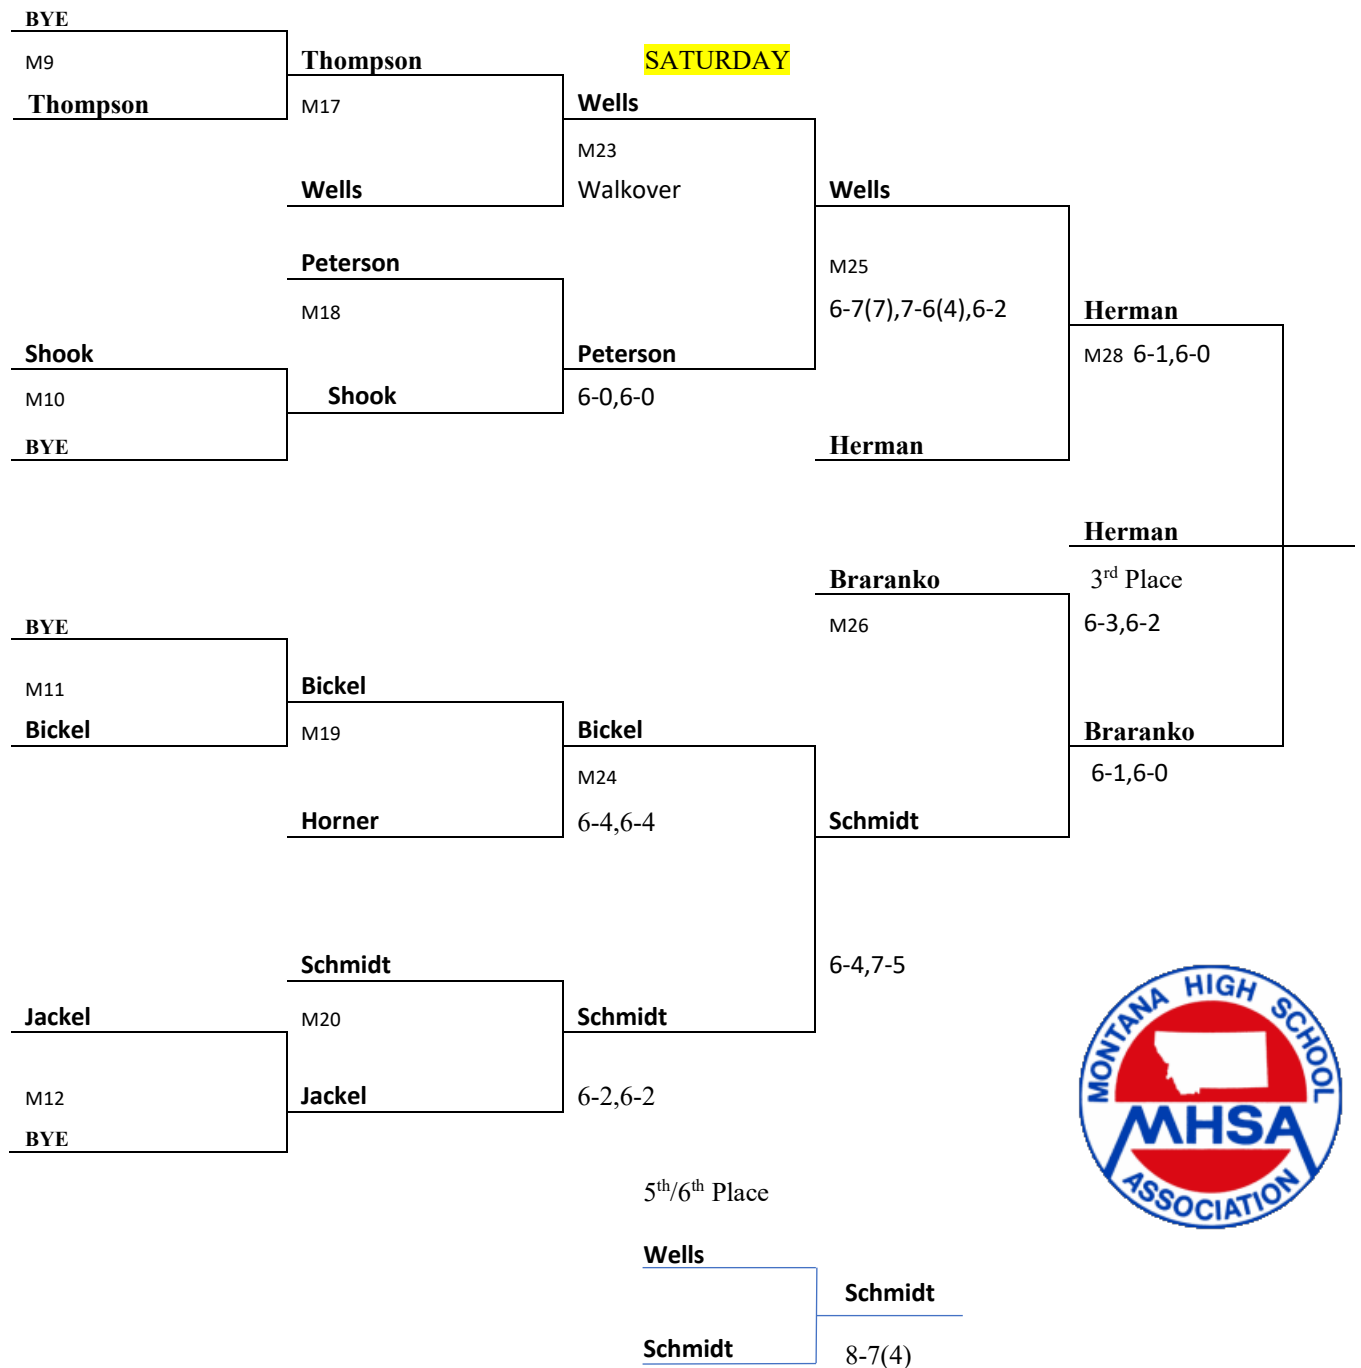 BYE
M9
Thompson
SATURDAY
Thompson
M17
Wells
M23
Wells
Walkover
Wells
Peterson
M25
M18
6-7(7),7-6(4),6-2
Herman
Shook
Peterson
M28 6-1,6-0
M10
Shook
6-0,6-0
BYE
Herman
Herman
Braranko
3rd Place
BYE
M26
6-3,6-2
M11
Bickel
Bickel
M19
Bickel
Braranko
M24
6-1,6-0
Horner
6-4,6-4
Schmidt
Schmidt
6-4,7-5
Jackel
M20
Schmidt
M12
Jackel
6-2,6-2
BYE
MONTANA HIGH SCHOOL
MHSA
ASSOCIATION
5th/6th Place
Wells
Schmidt
Schmidt
8-7(4)